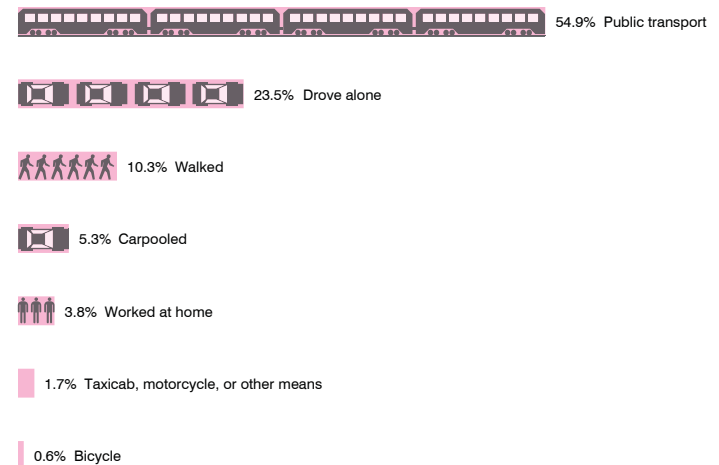 54.9% Public transport
23.5% Drove alone
10.3% Walked
5.3% Carpooled
3.8% Worked at home
1.7% Taxicab, motorcycle, or other means
0.6% Bicycle